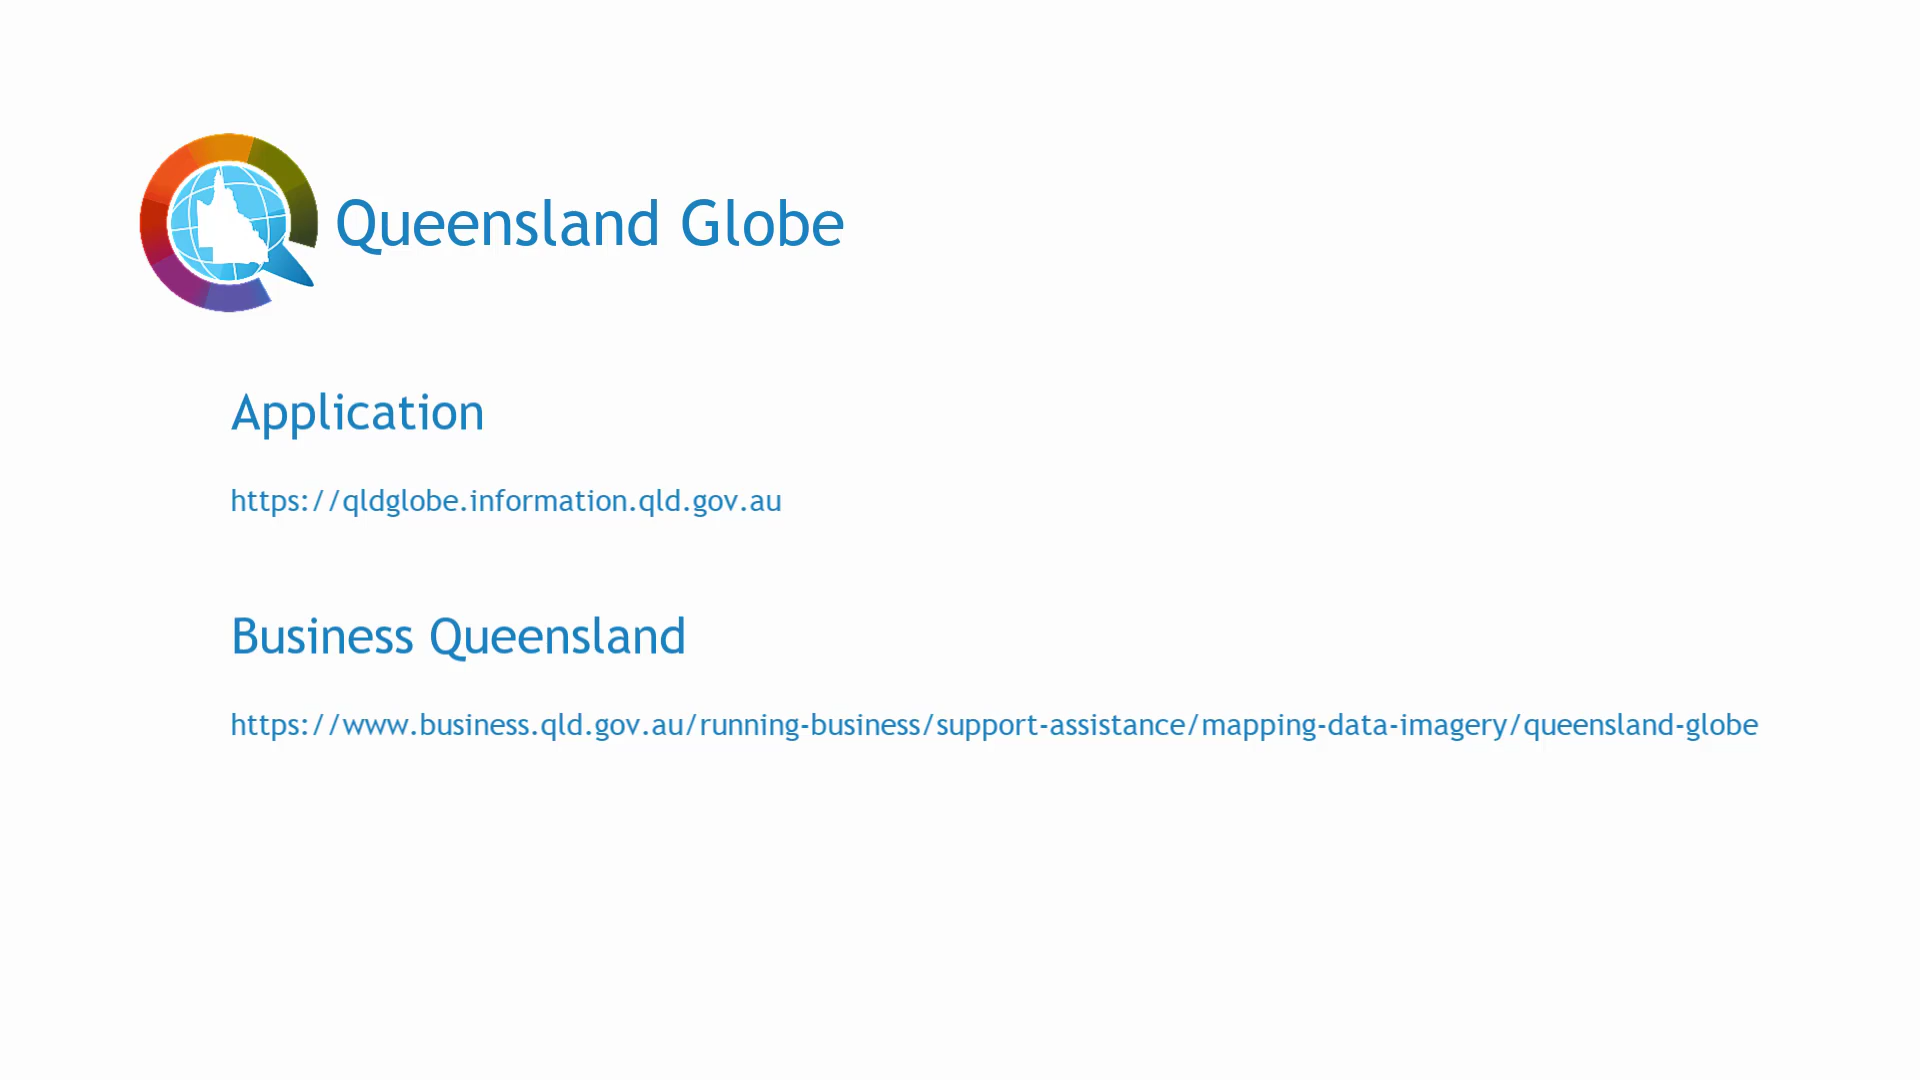 Queensland Globe
Application
https://qldglobe.information.qld.gov.au
Business Queensland
https://www.business.qld.gov.au/running-business/support-assistance/mapping-data-imagery/queensland-globe